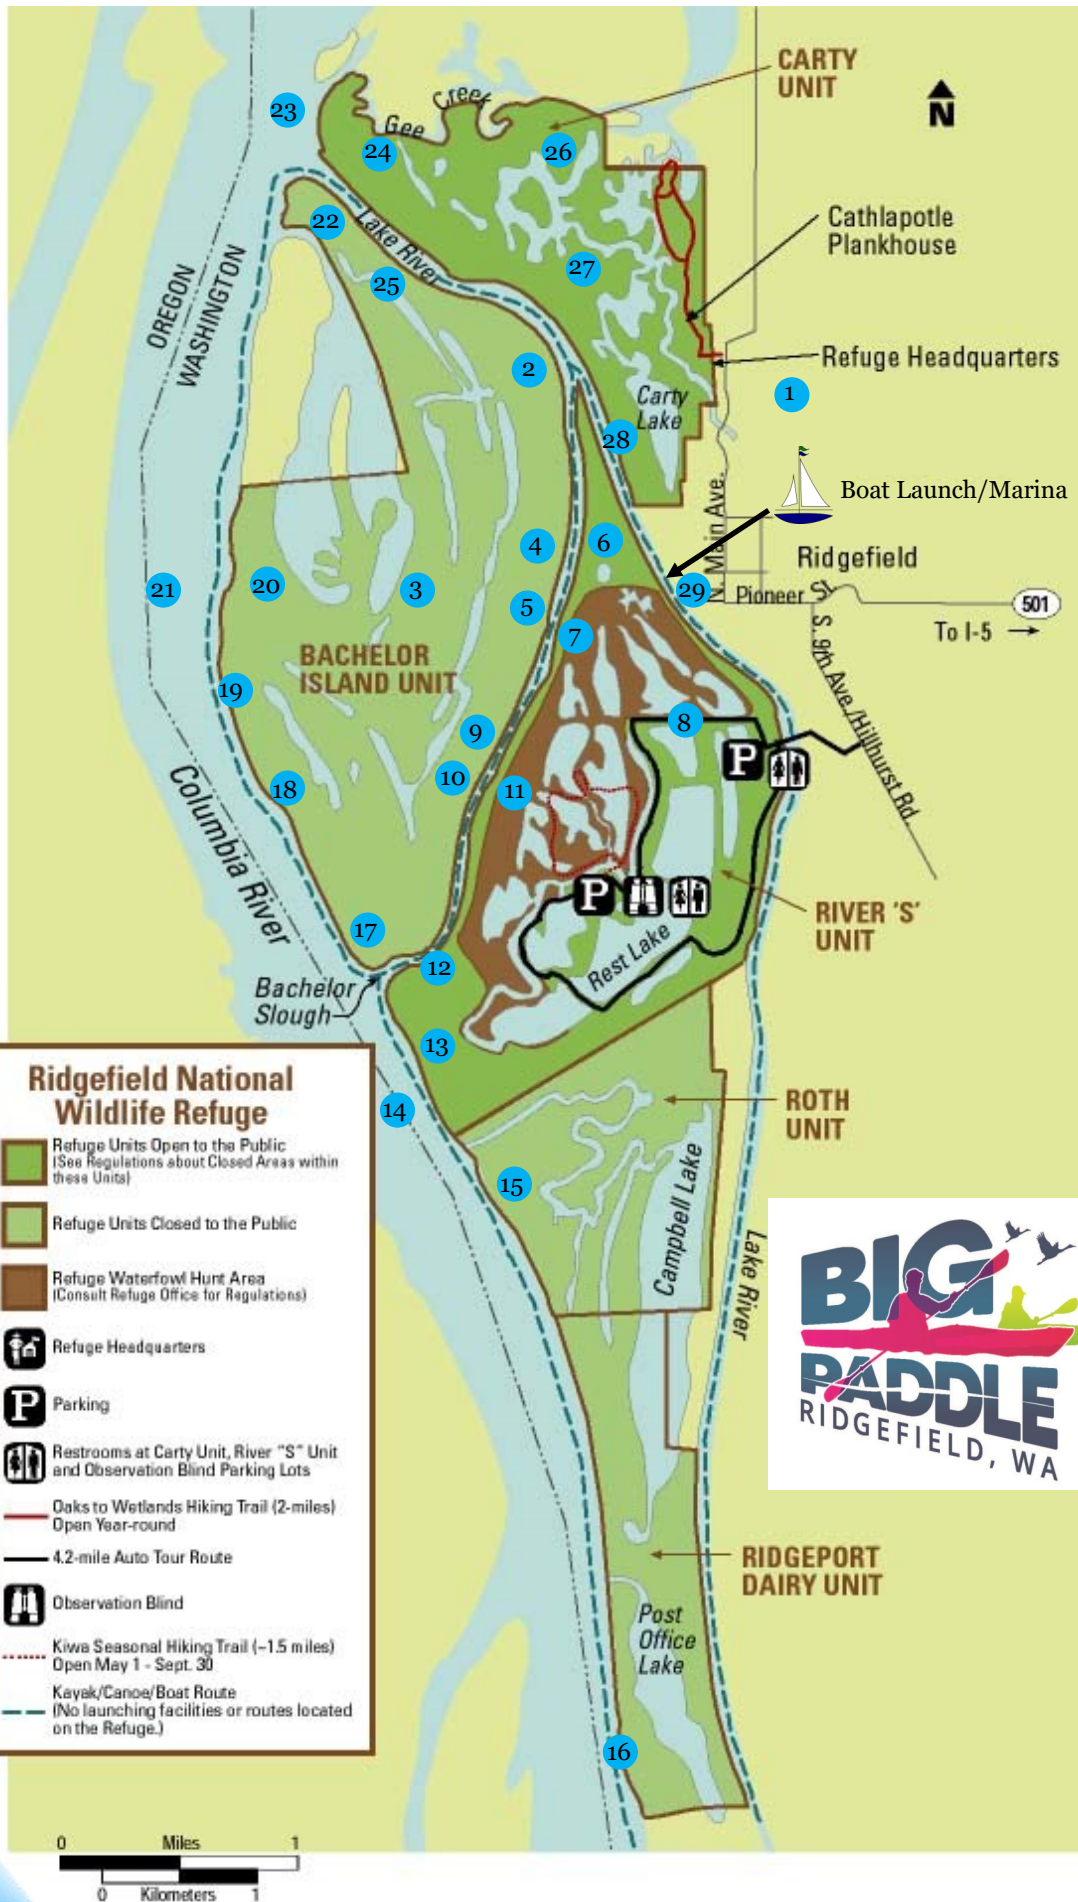 CARTY
UNIT
N
23
Gee
Creek
24
26
Cathlapotle
Plankhouse
22
Lake River
27
25
OREGON
WASHINGTON
Refuge Headquarters
2
1
Carty
Lake
28
N. Main Ave.
Boat Launch/Marina
4
6
Ridgefield
21
20
3
29
Pioneer St.
501
5
To I-5
7
BACHELOR
ISLAND UNIT
S. 9th Ave./Hillhurst Rd.
19
8
9
P
10
18
11
Columbia River
P
RIVER 'S'
UNIT
17
Rest Lake
12
Bachelor
Slough
13
Ridgefield National
Wildlife Refuge
14
ROTH
UNIT
Refuge Units Open to the Public
(See Regulations about Closed Areas within
these Units)
15
Campbell Lake
Refuge Units Closed to the Public
Lake River
BIG
PADDLE
RIDGEFIELD, WA
Refuge Waterfowl Hunt Area
(Consult Refuge Office for Regulations)
Refuge Headquarters
P
Parking
Restrooms at Carty Unit, River "S" Unit
and Observation Blind Parking Lots
Oaks to Wetlands Hiking Trail (2-miles)
Open Year-round
4.2-mile Auto Tour Route
RIDGEPORT
DAIRY UNIT
Observation Blind
Post
Office
Lake
Kiwa Seasonal Hiking Trail (~1.5 miles)
Open May 1 - Sept. 30
Kayak/Canoe/Boat Route
(No launching facilities or routes located
on the Refuge.)
16
0 Miles 1
0 Kilometers 1